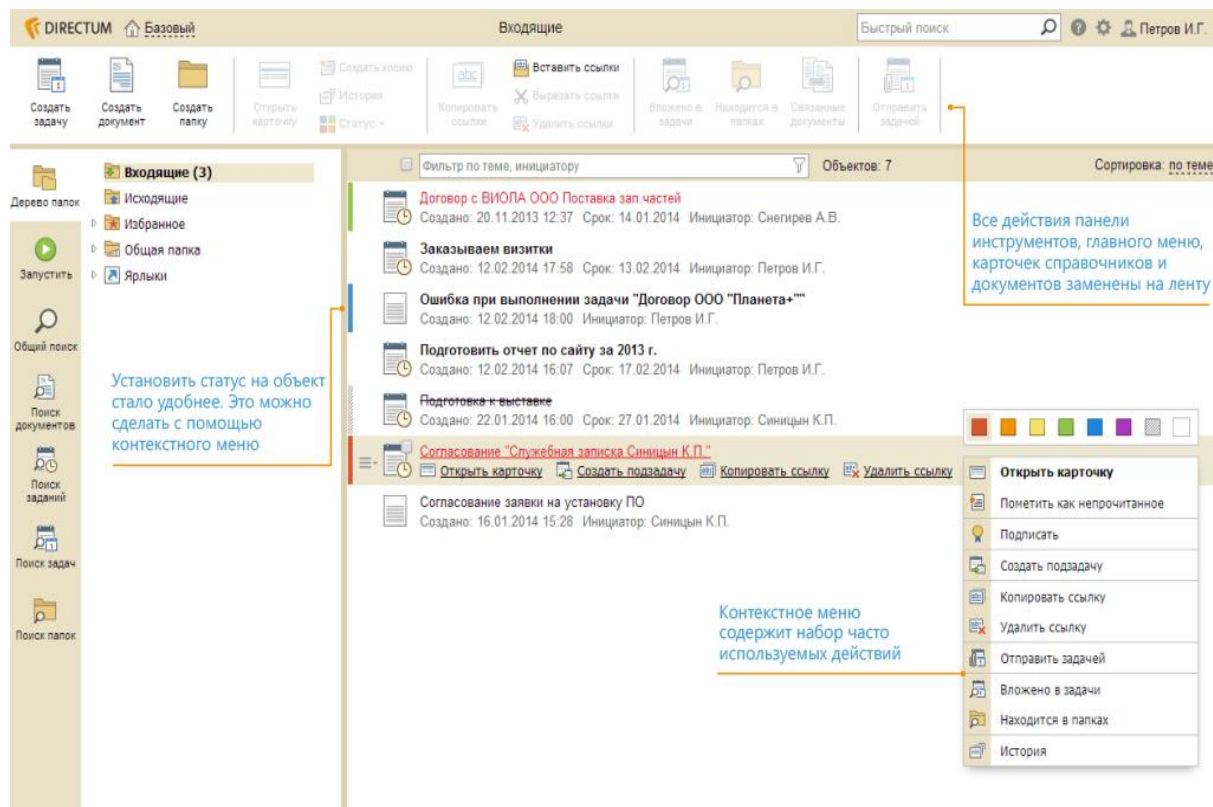 DIRECTUM Базовый Входящие Быстрый поиск Петров И.Г.
Создать задачу
Создать документ
Создать папку
Открыть карточку
Создать копию
История
Статус
Копировать ссылки
Вставить ссылки
Вырезать ссылки
Удалить ссылки
Вложено в задачи
Находится в папках
Связанные документы
Отправить задачей
Дерево папок
Запустить
Общий поиск
Поиск документов
Поиск заданий
Поиск задач
Поиск папок
Входящие (3)
Исходящие
Избранное
Общая папка
Ярлыки
Установить статус на объект
стало удобнее. Это можно
сделать с помощью
контекстного меню
Фильтр по теме, инициатору Объектов: 7 Сортировка: по теме
Договор с ВИОЛА ООО Поставка зап.частей
Создано: 20.11.2013 12:37 Срок: 14.01.2014 Инициатор: Снегирев А.В.
Заказываем визитки
Создано: 12.02.2014 17:58 Срок: 13.02.2014 Инициатор: Петров И.Г.
Ошибка при выполнении задачи "Договор ООО "Планета+""
Создано: 12.02.2014 18:00 Инициатор: Петров И.Г.
Подготовить отчет по сайту за 2013 г.
Создано: 12.02.2014 16:07 Срок: 17.02.2014 Инициатор: Петров И.Г.
Подготовка к выставке
Создано: 22.01.2014 16:00 Срок: 27.01.2014 Инициатор: Синицын К.П.
Согласование "Служебная записка Синицын К.П."
Открыть карточку Создать подзадачу Копировать ссылку Удалить ссылку
Согласование заявки на установку ПО
Создано: 16.01.2014 15:28 Инициатор: Синицын К.П.
Все действия панели
инструментов, главного меню,
карточек справочников и
документов заменены на ленту
Контекстное меню
содержит набор часто
используемых действий
Открыть карточку
Пометить как непрочитанное
Подписать
Создать подзадачу
Копировать ссылку
Удалить ссылку
Отправить задачей
Вложено в задачи
Находится в папках
История